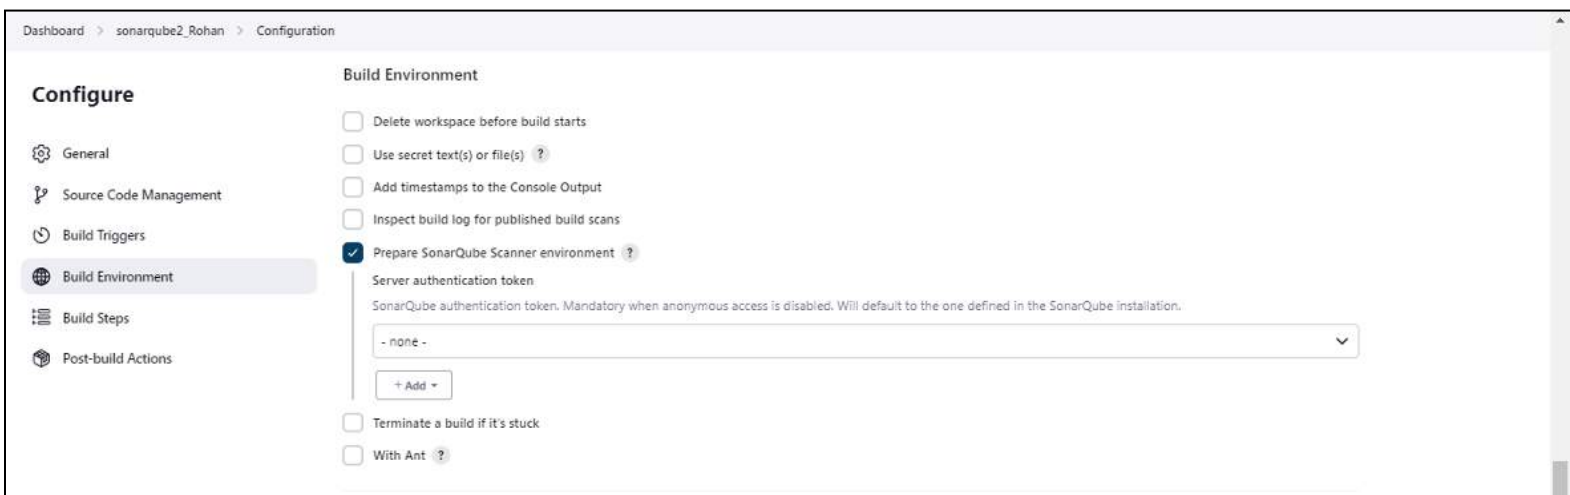 Dashboard > sonarqube2_Rohan > Configuration
Configure
General
Source Code Management
Build Triggers
Build Environment
Build Steps
Post-build Actions
Build Environment
Delete workspace before build starts
Use secret text(s) or file(s) ?
Add timestamps to the Console Output
Inspect build log for published build scans
Prepare SonarQube Scanner environment ?
Server authentication token
SonarQube authentication token. Mandatory when anonymous access is disabled. Will default to the one defined in the SonarQube installation.
- none -
+ Add
Terminate a build if it's stuck
With Ant ?